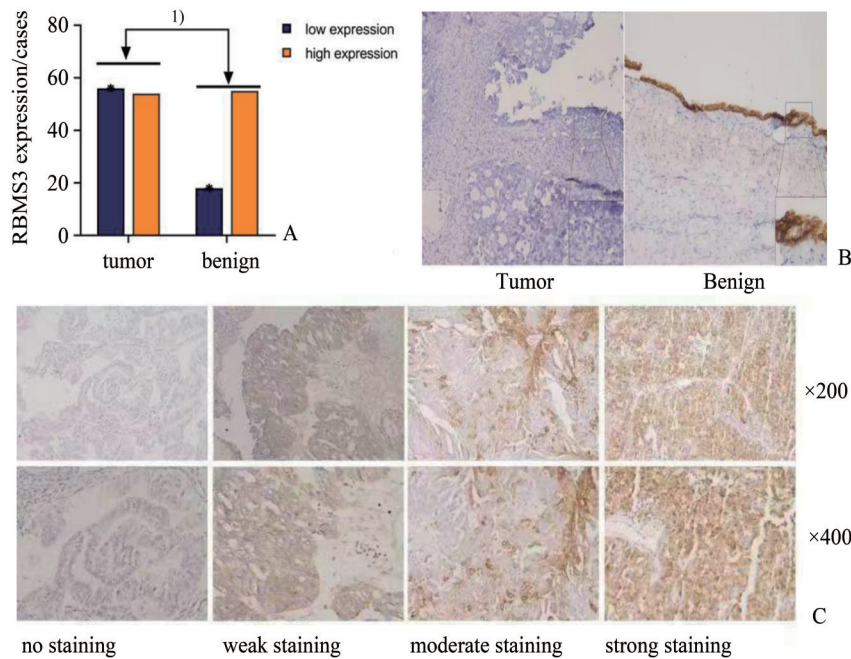 80
60
40
20
0
RBMS3 expression/cases
1)
low expression
high expression
* *
tumor benign
A
Tumor Benign
B
×200
×400
C
no staining weak staining moderate staining strong staining